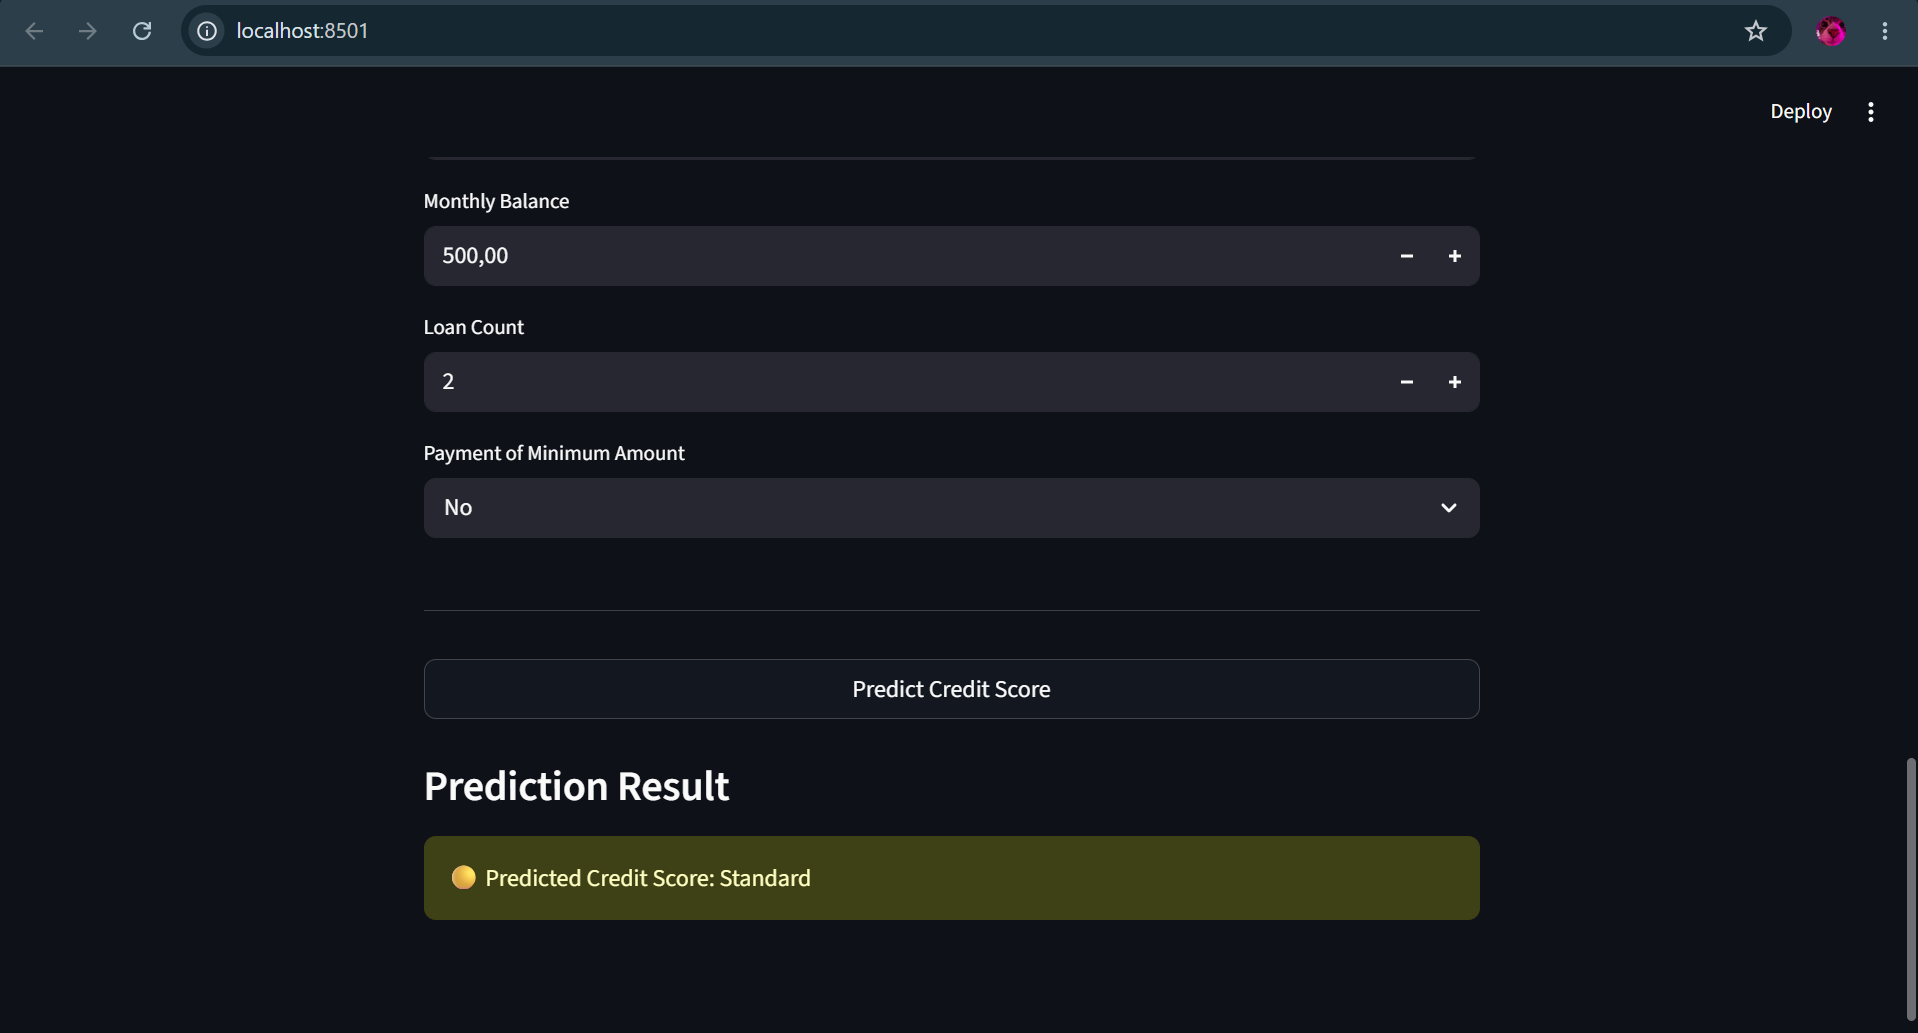 localhost:8501
Deploy
Monthly Balance
500,00
Loan Count
2
Payment of Minimum Amount
No
Predict Credit Score
Prediction Result
Predicted Credit Score: Standard